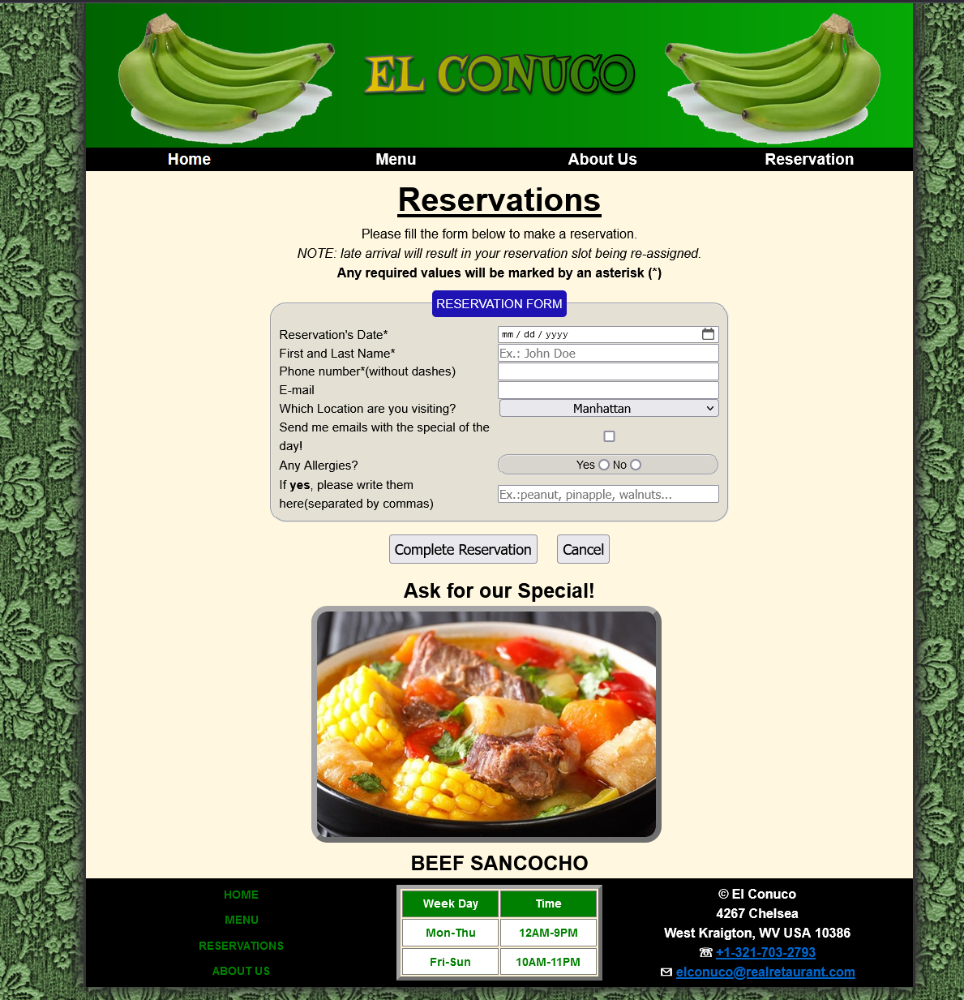 EL CONUCO
Home Menu About Us Reservation
Reservations
Please fill the form below to make a reservation.
NOTE: late arrival will result in your reservation slot being re-assigned.
Any required values will be marked by an asterisk (*)
RESERVATION FORM
Reservation's Date* mm / dd / yyyy
First and Last Name* Ex.: John Doe
Phone number*(without dashes)
E-mail
Which Location are you visiting? Manhattan
Send me emails with the special of the
day!
Any Allergies? Yes No
If yes, please write them
here(separated by commas) Ex.:peanut, pinapple, walnuts...
Complete Reservation Cancel
Ask for our Special!
BEEF SANCOCHO
HOME
MENU
RESERVATIONS
ABOUT US
Week Day Time
Mon-Thu 12AM-9PM
Fri-Sun 10AM-11PM
© El Conuco
4267 Chelsea
West Kraigton, WV USA 10386
☏ +1-321-703-2793
🖂 elconuco@realretaurant.com